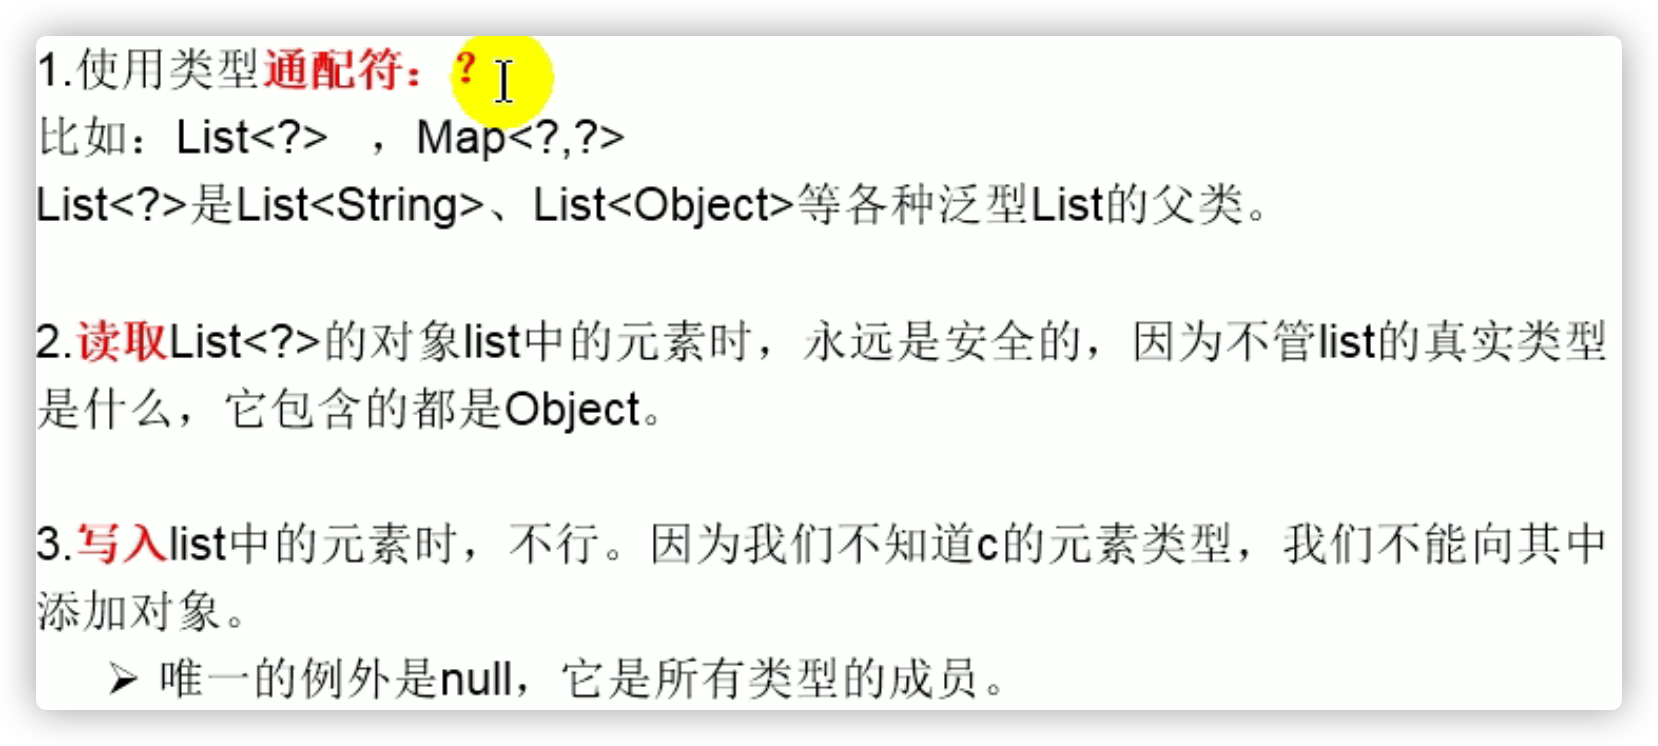 1.使用类型通配符：？
比如：List<?> ，Map<?,?>
List<?>是List<String>、List<Object>等各种泛型List的父类。
2.读取List<?>的对象list中的元素时，永远是安全的，因为不管list的真实类型
是什么，它包含的都是Object。
3.写入list中的元素时，不行。因为我们不知道c的元素类型，我们不能向其中
添加对象。
➢ 唯一的例外是null，它是所有类型的成员。